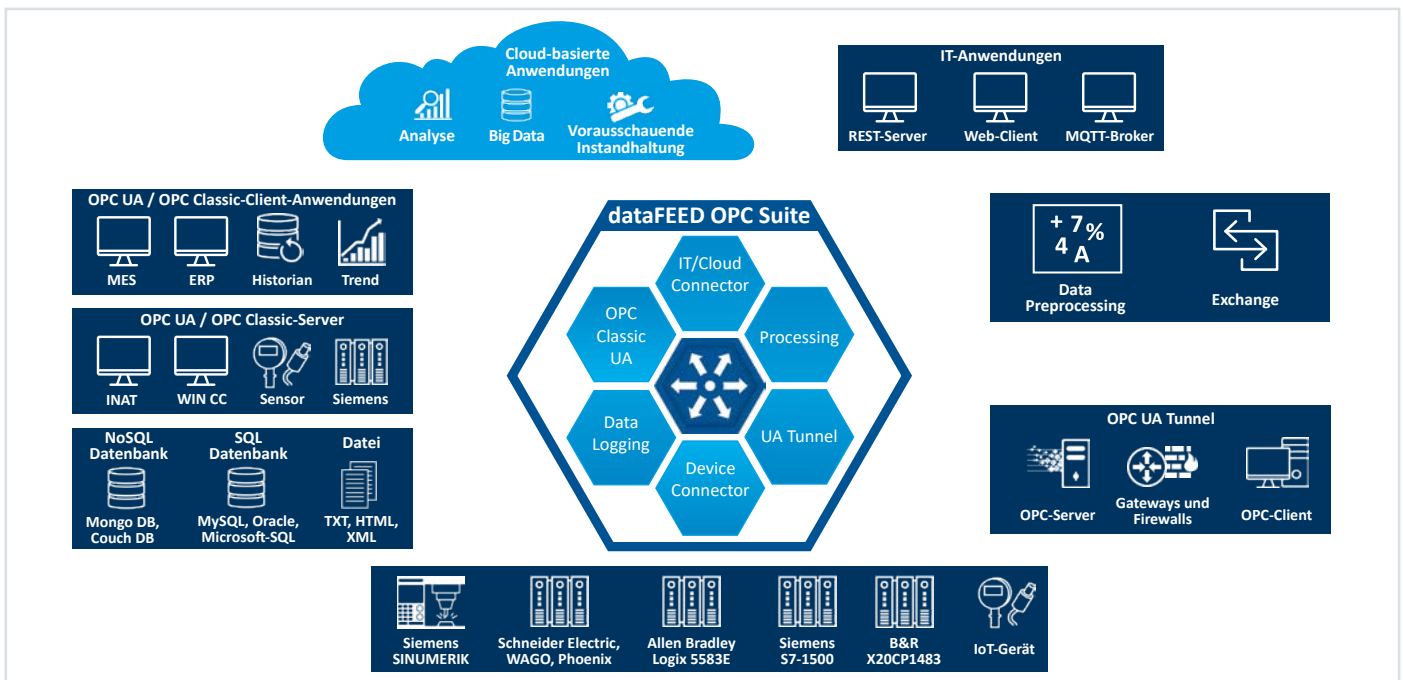 Cloud-basierte
Anwendungen
Analyse
Big Data
Vorausschauende
Instandhaltung
IT-Anwendungen
REST-Server
Web-Client
MQTT-Broker
OPC UA / OPC Classic-Client-Anwendungen
MES
ERP
Historian
Trend
OPC UA / OPC Classic-Server
INAT
WIN CC
Sensor
Siemens
NoSQL
Datenbank
Mongo DB,
Couch DB
SQL
Datenbank
MySQL, Oracle,
Microsoft-SQL
Datei
TXT, HTML,
XML
dataFEED OPC Suite
IT/Cloud
Connector
OPC
Classic
UA
Processing
Data
Logging
UA Tunnel
Device
Connector
+ 7%
4 A
Data
Preprocessing
Exchange
OPC UA Tunnel
OPC-Server
Gateways und
Firewalls
OPC-Client
Siemens
SINUMERIK
Schneider Electric,
WAGO, Phoenix
Allen Bradley
Logix 5583E
Siemens
S7-1500
B&R
X20CP1483
IoT-Gerät